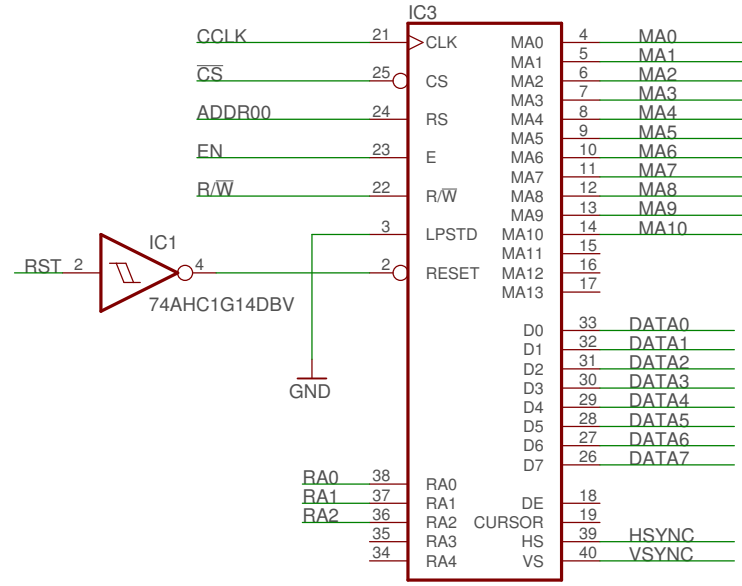 IC3
CCLK 21 CLK MA0 4 MA0
MA1 5 MA1
C̅S̅ 25 CS MA2 6 MA2
MA3 7 MA3
ADDR00 24 RS MA4 8 MA4
MA5 9 MA5
EN 23 E MA6 10 MA6
MA7 11 MA7
R/W̅ 22 R/W̅ MA8 12 MA8
MA9 13 MA9
3 LPSTD MA10 14 MA10
IC1 MA11 15
RST 2 4 2 RESET MA12 16
MA13 17
74AHC1G14DBV
D0 33 DATA0
D1 32 DATA1
D2 31 DATA2
GND D3 30 DATA3
D4 29 DATA4
D5 28 DATA5
D6 27 DATA6
D7 26 DATA7
RA0 38 RA0
RA1 37 RA1 DE 18
RA2 36 RA2 CURSOR 19
35 RA3 HS 39 HSYNC
34 RA4 VS 40 VSYNC